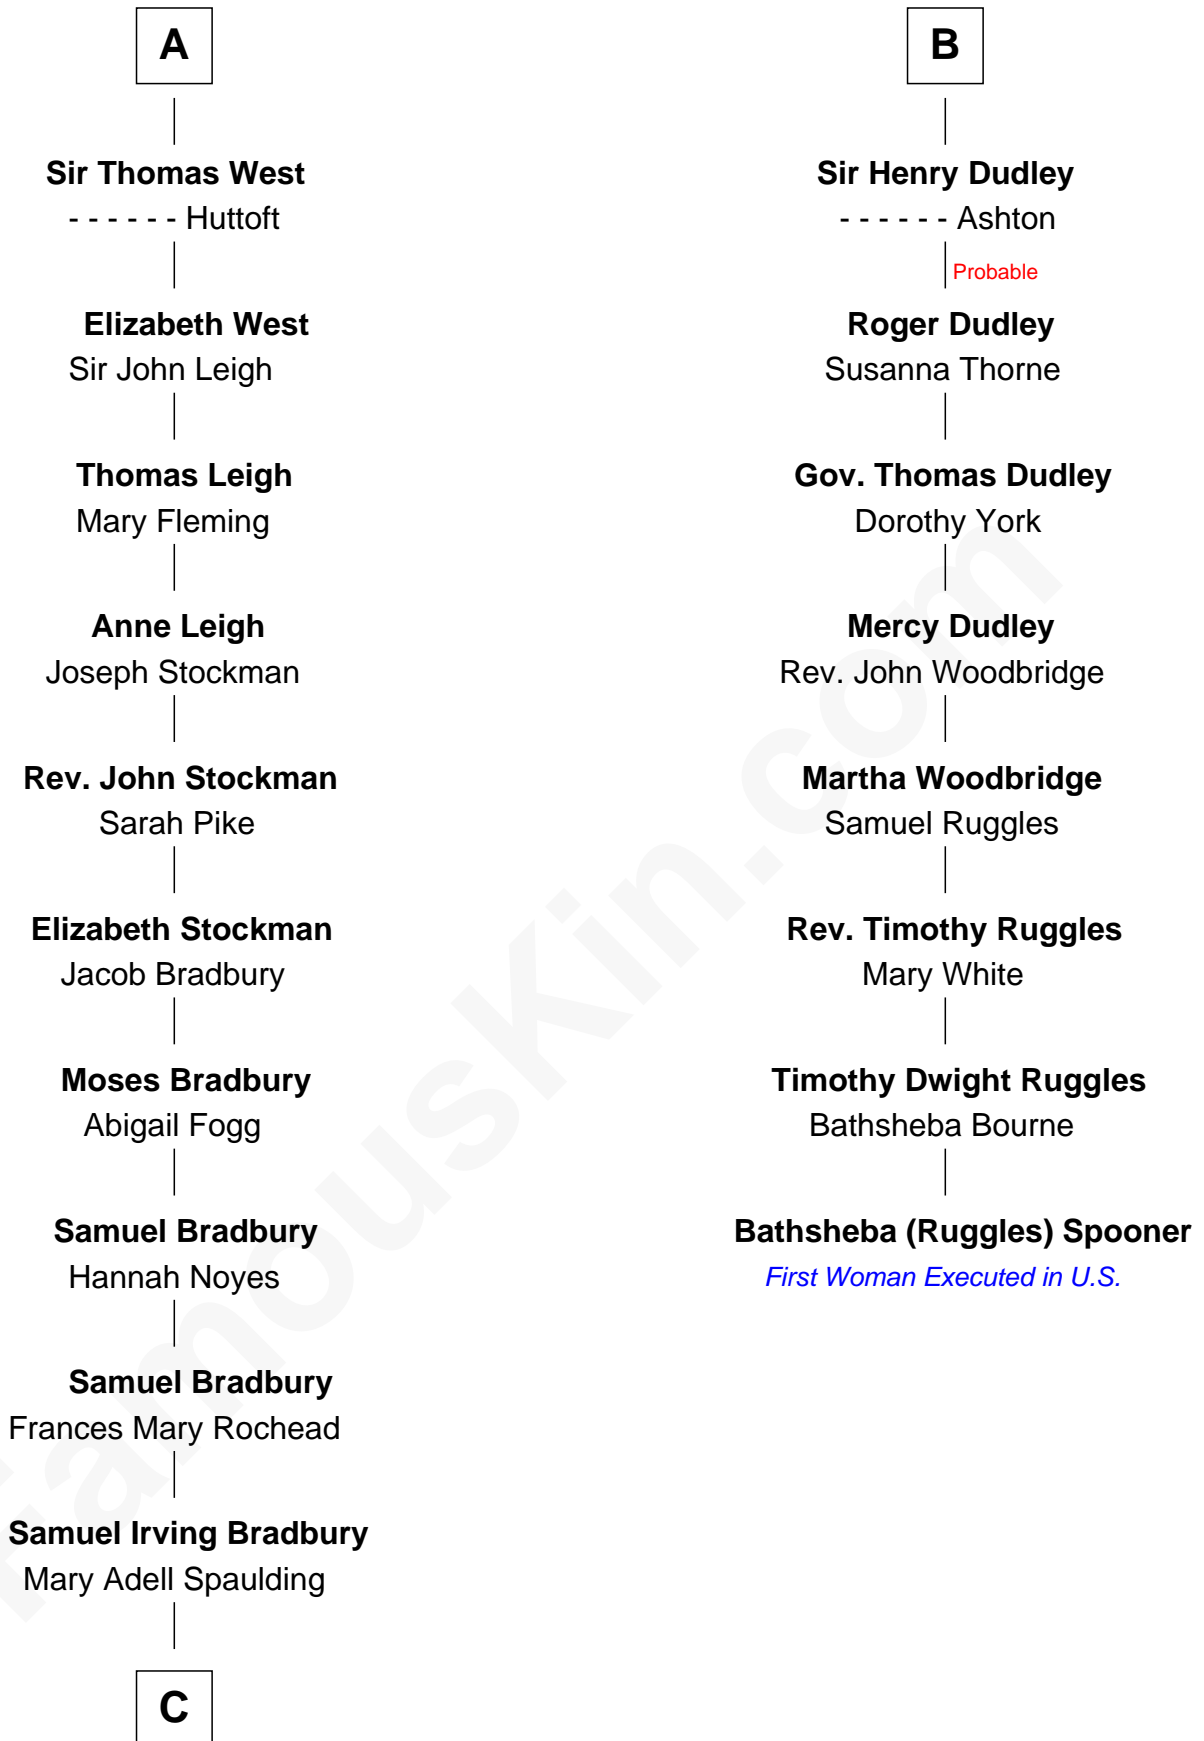 A
Sir Thomas West
- - - - - - Huttoft
Elizabeth West
Sir John Leigh
Thomas Leigh
Mary Fleming
Anne Leigh
Joseph Stockman
Rev. John Stockman
Sarah Pike
Elizabeth Stockman
Jacob Bradbury
Moses Bradbury
Abigail Fogg
Samuel Bradbury
Hannah Noyes
Samuel Bradbury
Frances Mary Rochead
Samuel Irving Bradbury
Mary Adell Spaulding
C
B
Sir Henry Dudley
- - - - - - Ashton
Probable
Roger Dudley
Susanna Thorne
Gov. Thomas Dudley
Dorothy York
Mercy Dudley
Rev. John Woodbridge
Martha Woodbridge
Samuel Ruggles
Rev. Timothy Ruggles
Mary White
Timothy Dwight Ruggles
Bathsheba Bourne
Bathsheba (Ruggles) Spooner
First Woman Executed in U.S.
FamousKin.com